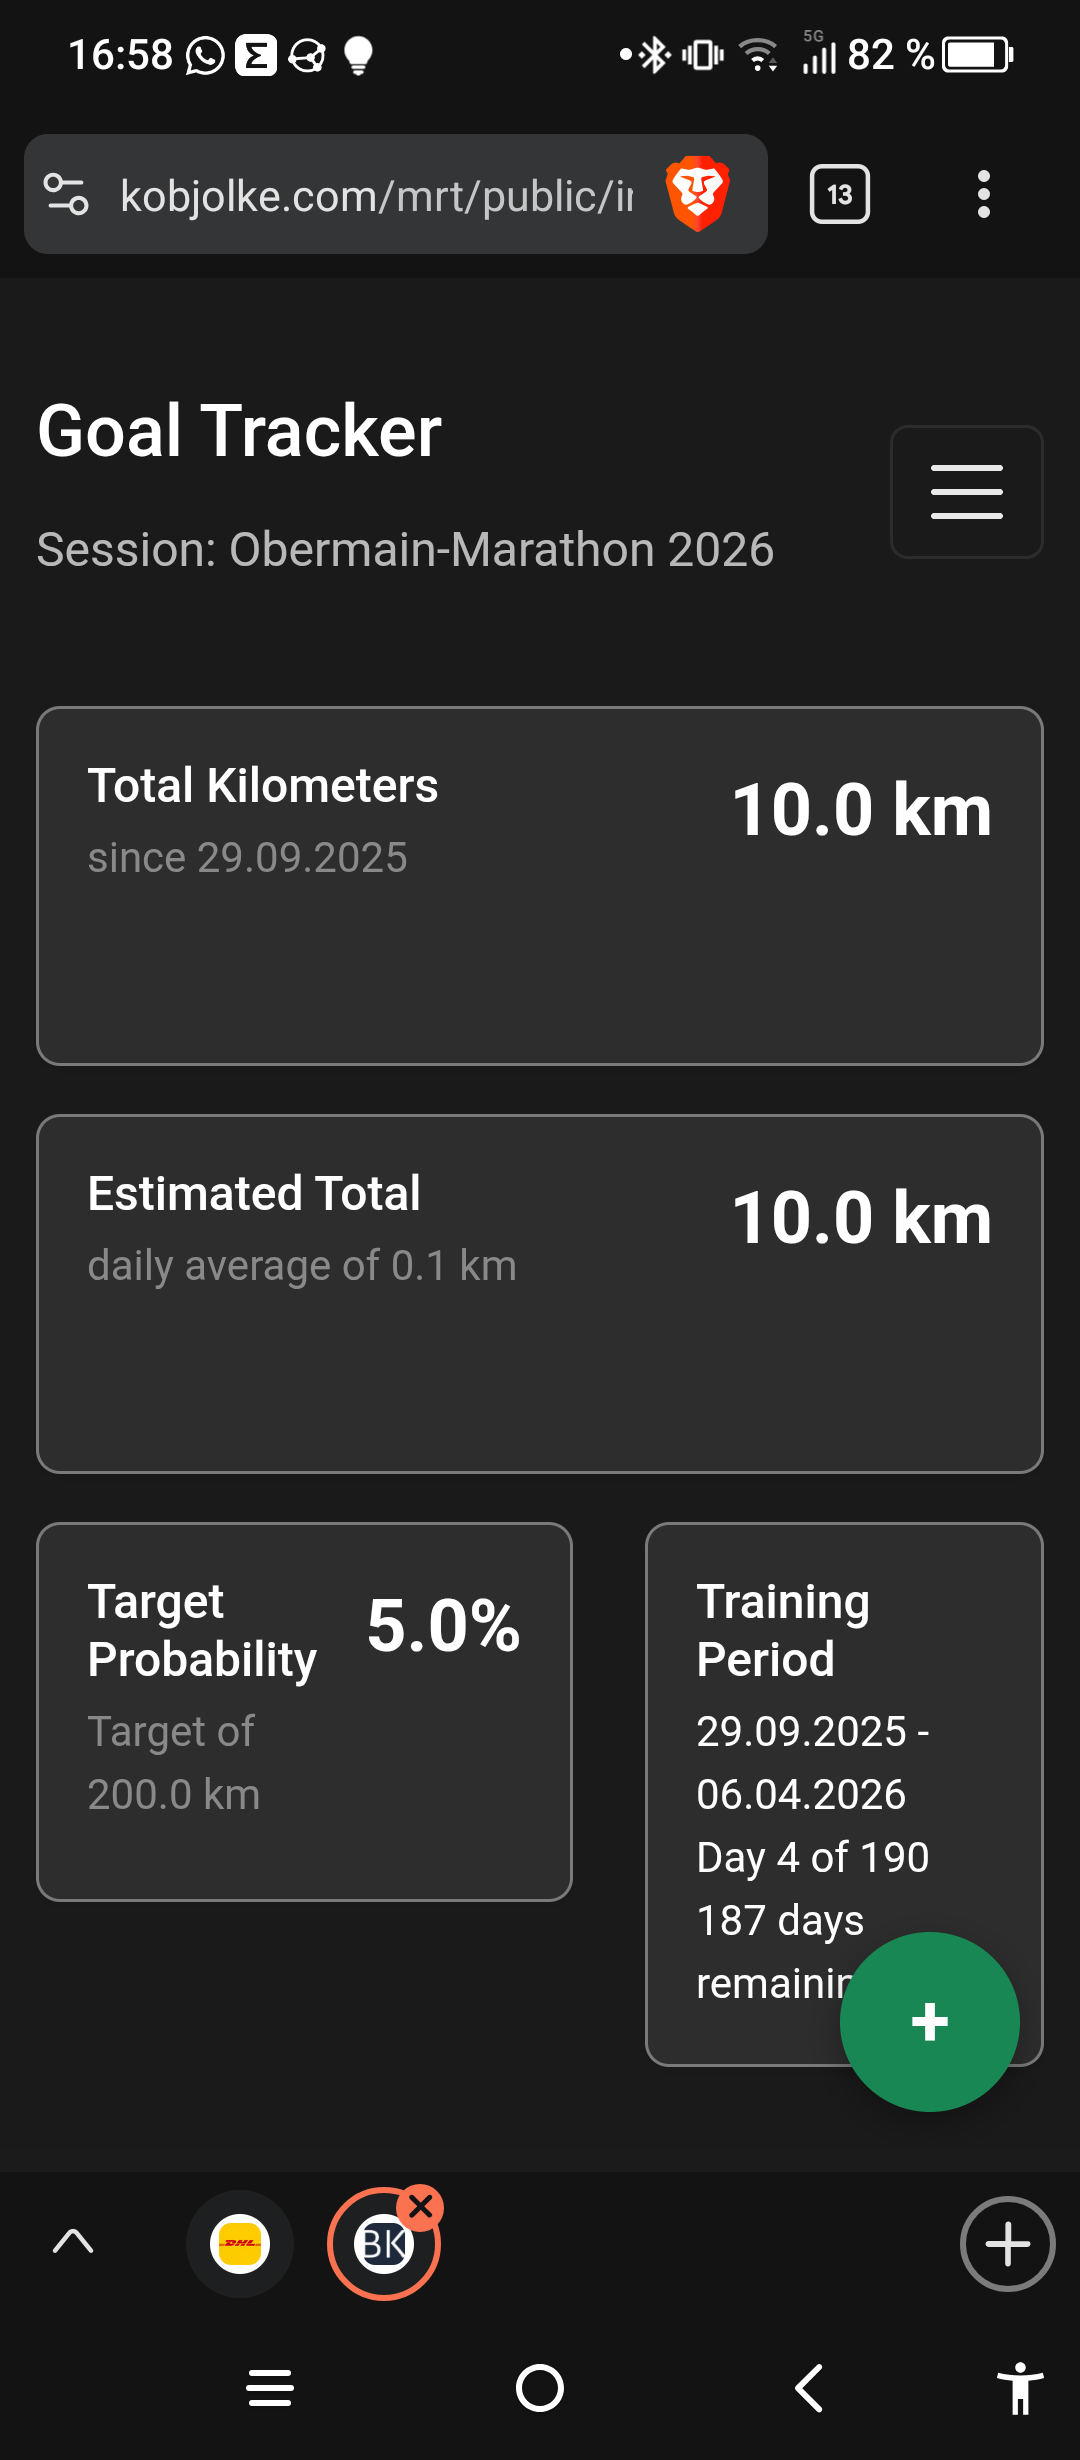 16:58
5G
82 %
kobjolke.com/mrt/public/in
13
Goal Tracker
Session: Obermain-Marathon 2026
Total Kilometers
10.0 km
since 29.09.2025
Estimated Total
10.0 km
daily average of 0.1 km
Target
Probability
5.0%
Target of
200.0 km
Training
Period
29.09.2025 -
06.04.2026
Day 4 of 190
187 days
remainin
+
DHL
BK